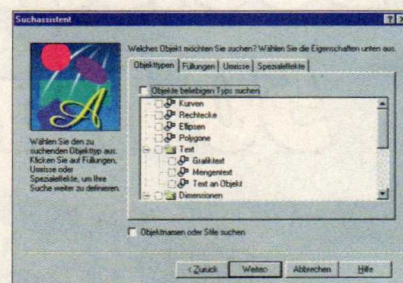 Suchassistent
Welches Objekt möchten Sie suchen? Wählen Sie die Eigenschaften unten aus.
Objekttypen Füllungen Umrisse Spezialeffekte
Objekte beliebigen Typs suchen
Kurven
Rechtecke
Ellipsen
Polygone
Text
Grafiktext
Mengentext
Text an Objekt
Dimensionen
A
Wählen Sie den zu
suchenden Objekttyp aus.
Klicken Sie auf Füllungen,
Umrisse oder
Spezialeffekte, um Ihre
Suche weiter zu definieren.
Objektnamen oder Stile suchen
< Zurück Weiter> Abbrechen Hilfe